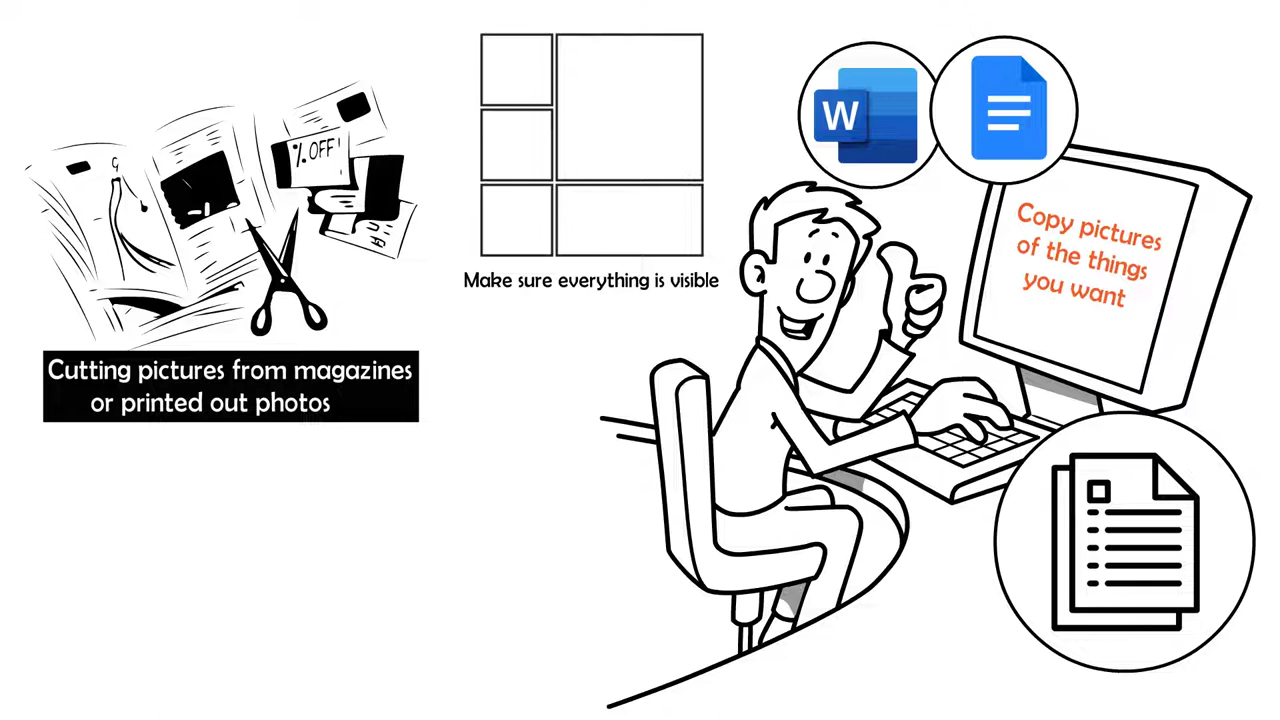 % OFF!
Cutting pictures from magazines
or printed out photos
Make sure everything is visible
W
Copy pictures
of the things
you want